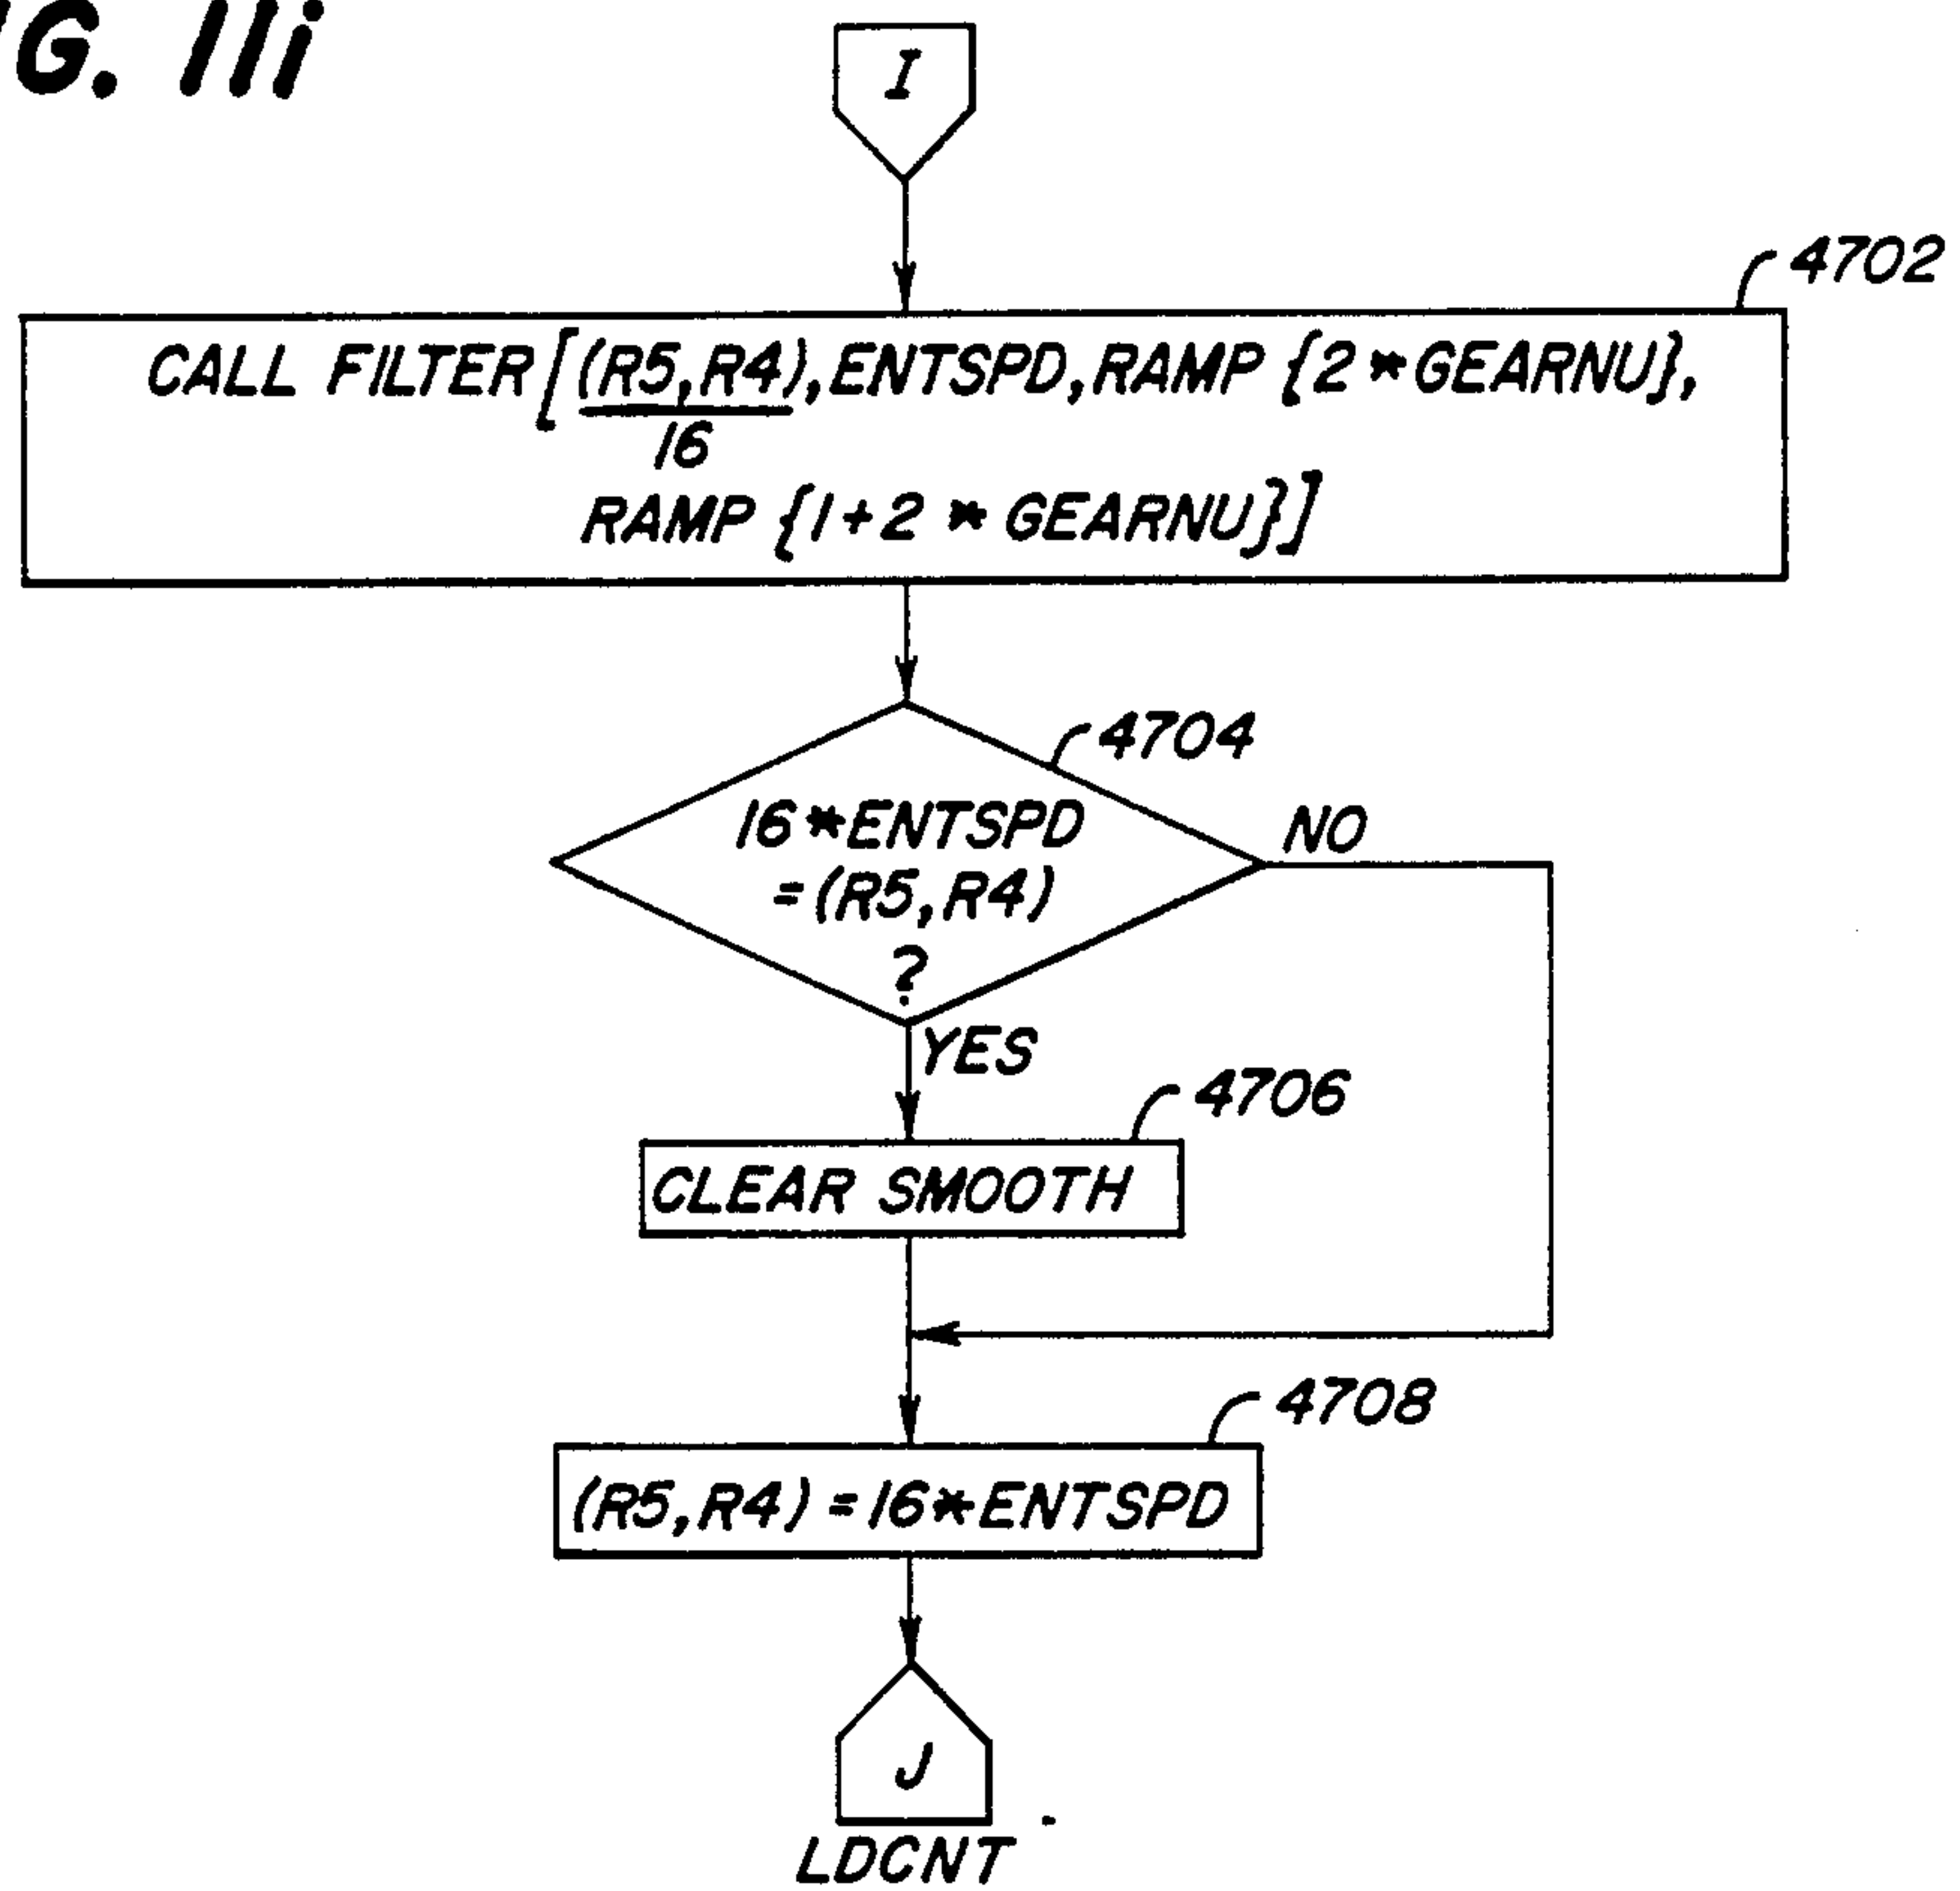 G. 11i
I
4702
CALL FILTER[(R5,R4),ENTSPD,RAMP {2*GEARNU},
16
RAMP {1+2*GEARNU}]
4704
16*ENTSPD
=(R5,R4)
?
NO
YES
4706
CLEAR SMOOTH
4708
(R5,R4)=16*ENTSPD
J
LDCNT